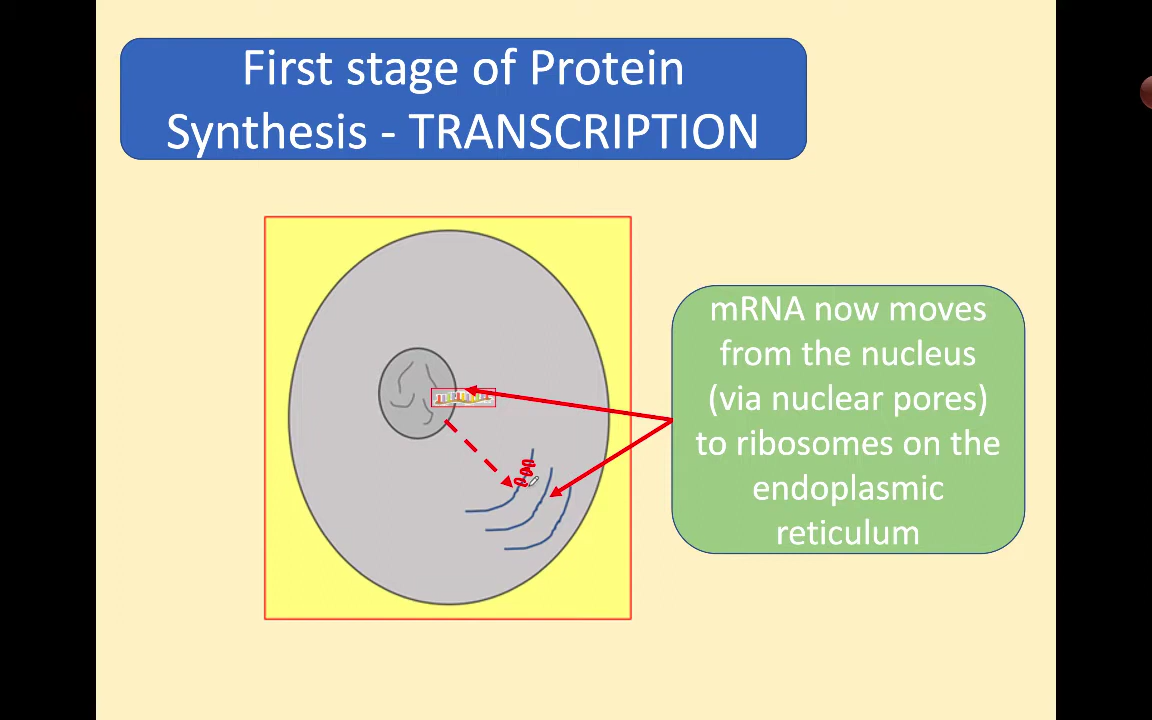 First stage of Protein
Synthesis - TRANSCRIPTION
mRNA now moves
from the nucleus
(via nuclear pores)
to ribosomes on the
endoplasmic
reticulum